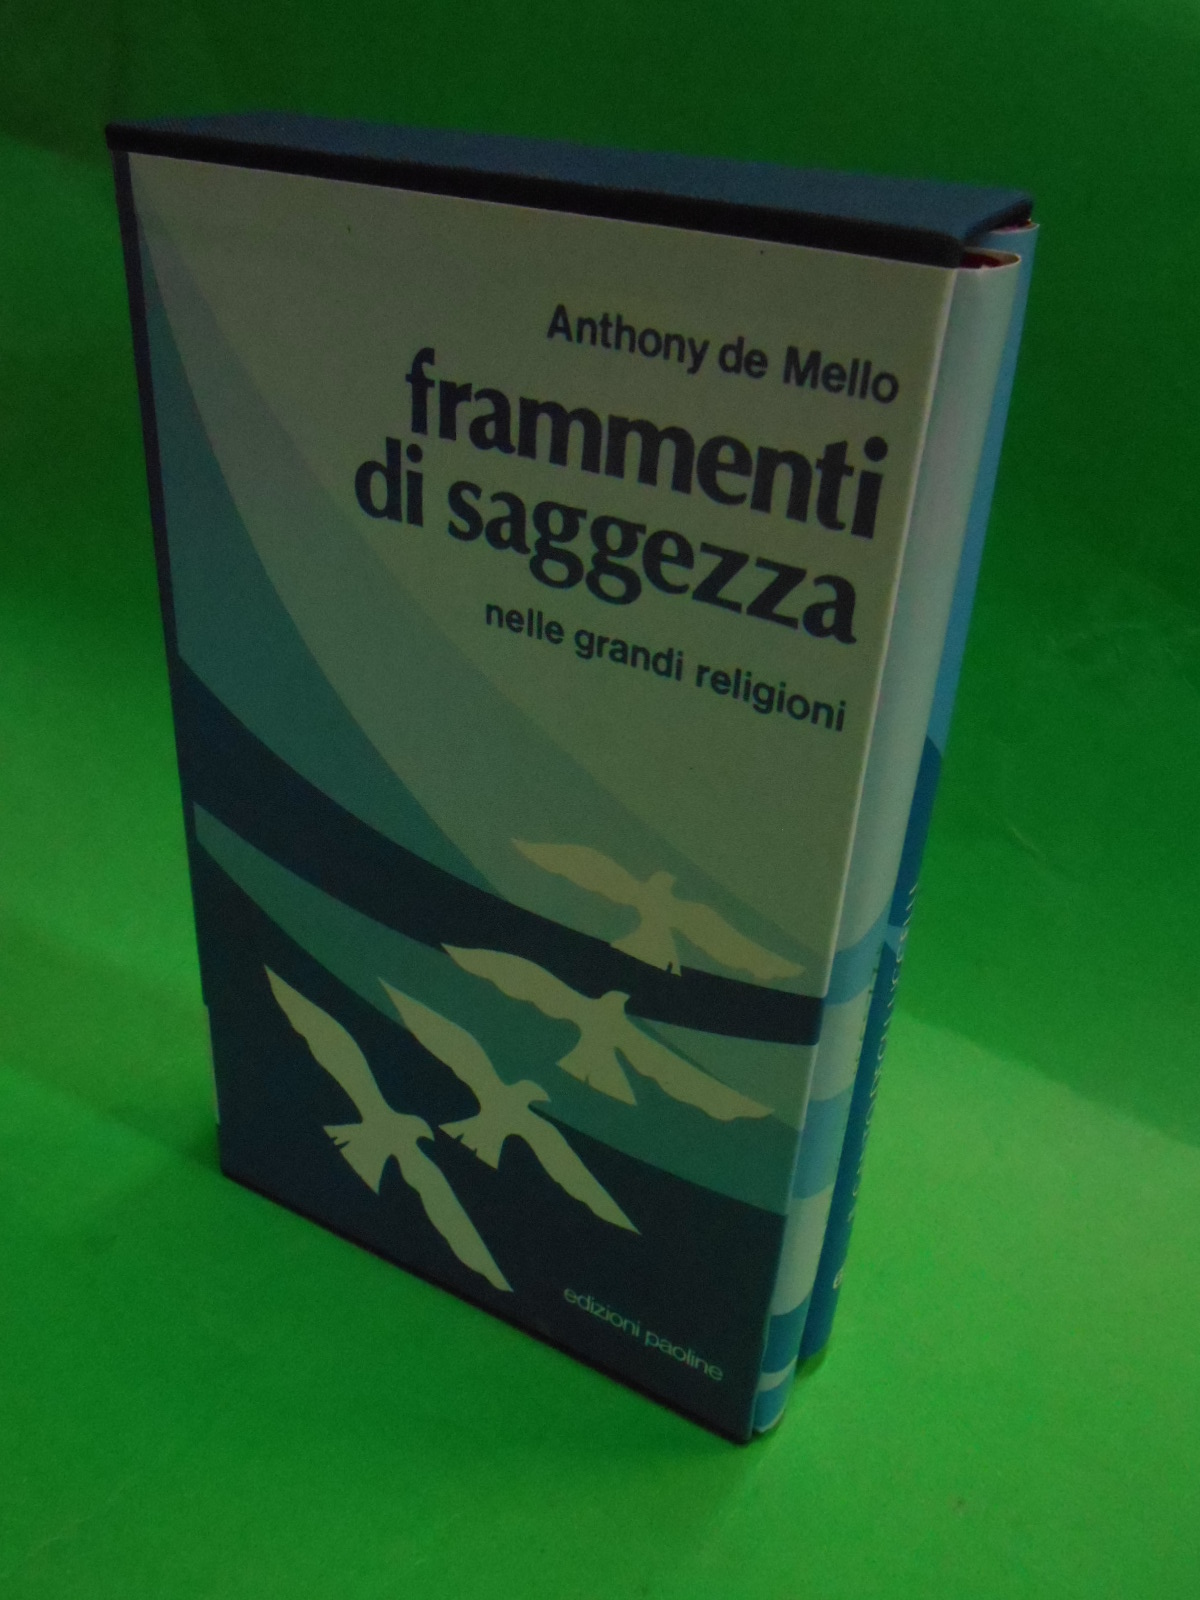 Anthony de Mello
frammenti
di saggezza
nelle grandi religioni
edizioni paoline